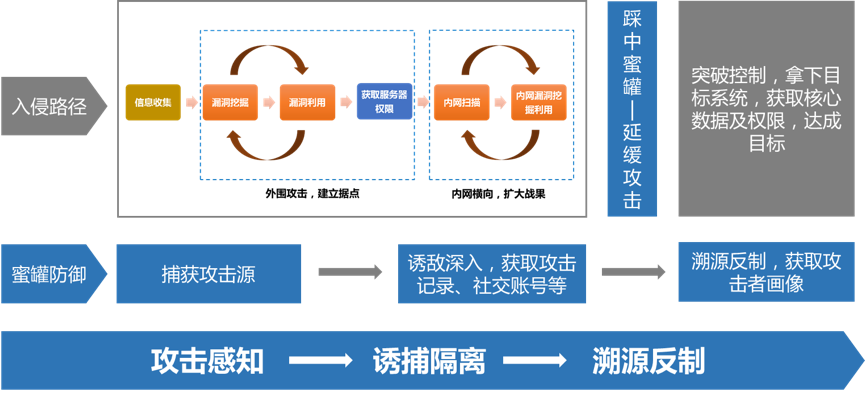 入侵路径
信息收集
漏洞挖掘
漏洞利用
获取服务器
权限
内网扫描
内网漏洞挖
掘利用
外围攻击，建立据点
内网横向，扩大战果
踩中蜜罐—延缓攻击
突破控制，拿下目
标系统，获取核心
数据及权限，达成
目标
蜜罐防御
捕获攻击源
诱敌深入，获取攻击
记录、社交账号等
溯源反制，获取攻
击者画像
攻击感知
诱捕隔离
溯源反制